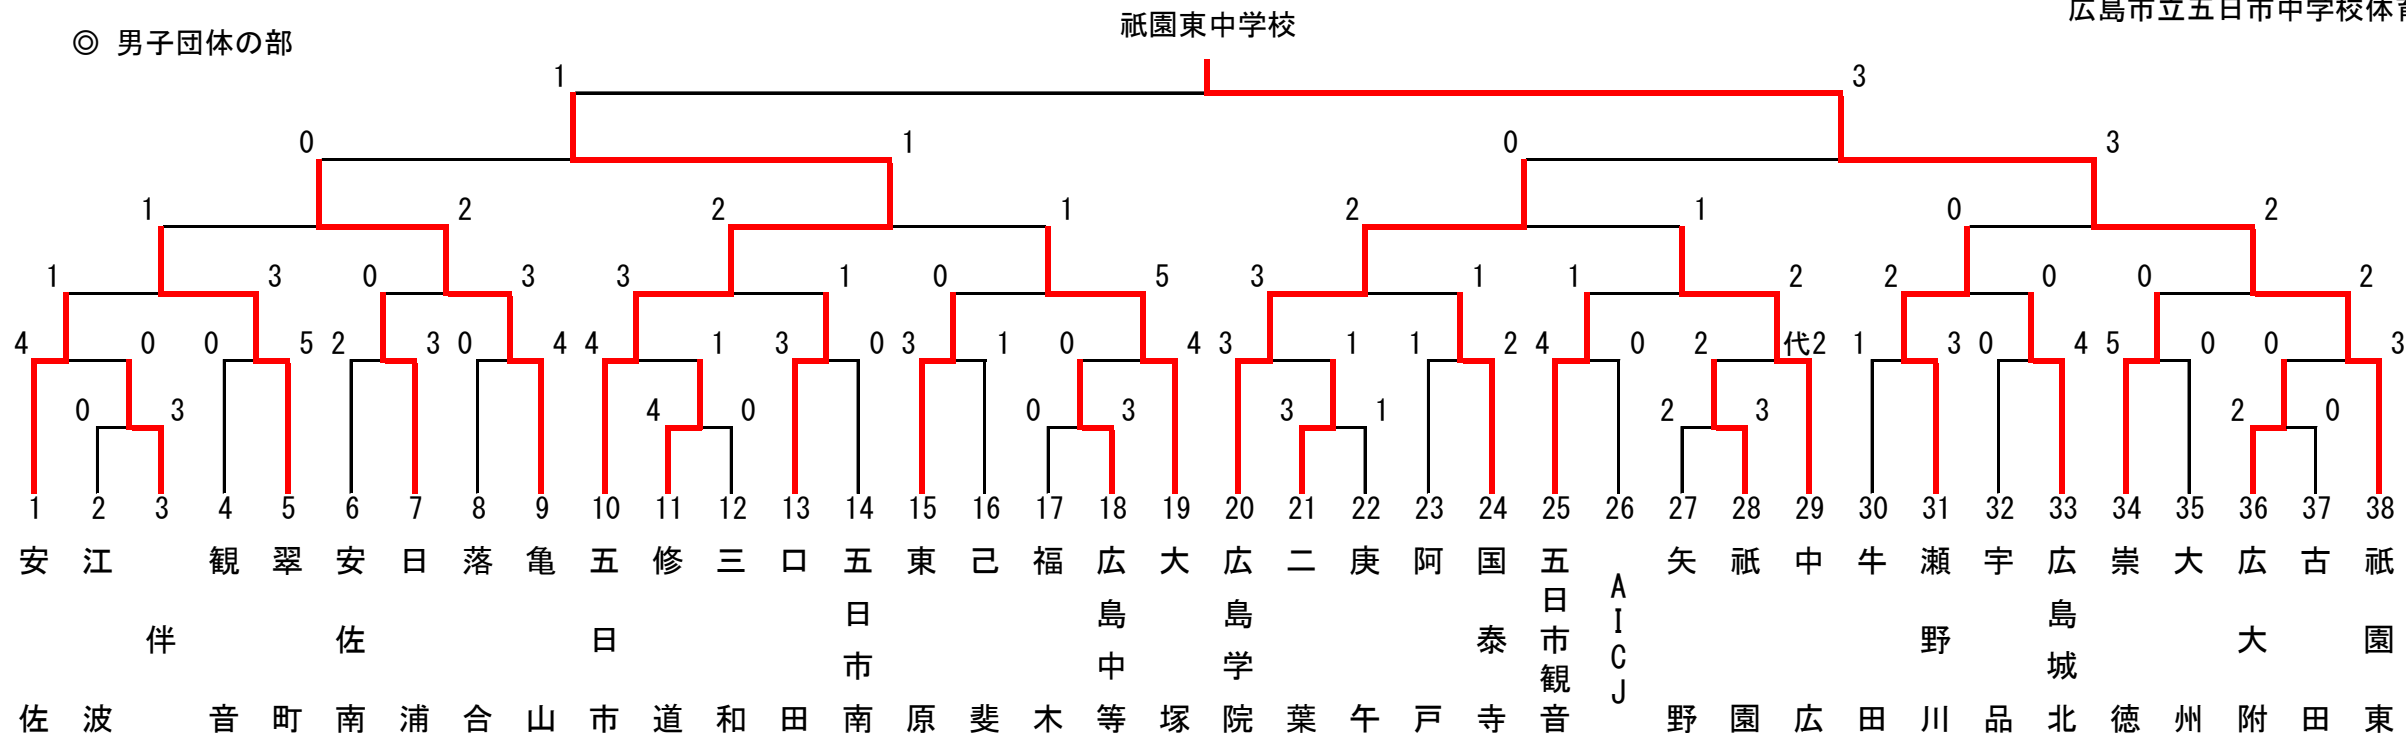 広島市立五日市中学校体育
祇園東中学校
◎ 男子団体の部
1 3
0 1 0 3
1 2 2 1 2 1 0 2
1 3 0 3 3 1 0 5 3 1 1 2 2 0 0 2
4 0 0 5 2 3 0 4 4 1 3 0 3 1 0 4 3 1 1 2 4 0 2 代2 1 3 0 4 5 0 0 3
0 3 4 0 0 3 3 1 2 3 2 0
1 2 3 4 5 6 7 8 9 10 11 12 13 14 15 16 17 18 19 20 21 22 23 24 25 26 27 28 29 30 31 32 33 34 35 36 37 38
安佐
江波
伴
観音
翠町
安佐南
日浦
落合
亀山
五日市
修道
三和
口田
五日市南
東原
己斐
福木
広島中等
大塚
広島学院
二葉
庚午
阿戸
国泰寺
五日市観音
AICJ
矢野
祇園
中広
牛田
瀬野川
宇品
広島城北
崇徳
大州
広大附
古田
祇園東